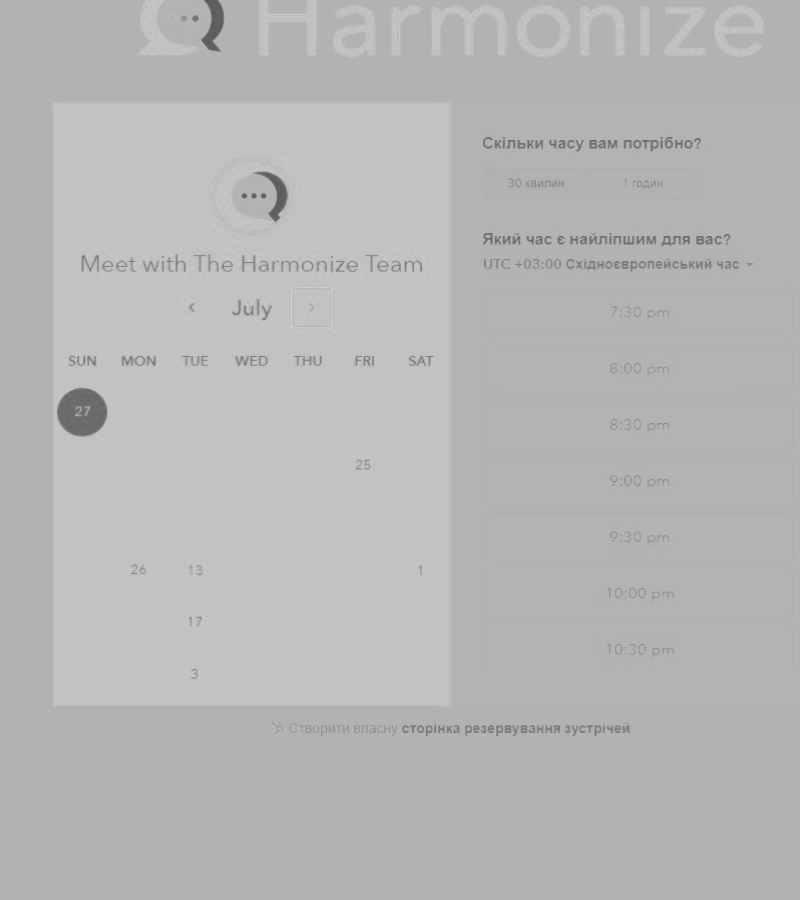 Harmonize
Meet with The Harmonize Team
July
SUN MON TUE WED THU FRI SAT
27
25
26 13 1
17
3
Скільки часу вам потрібно?
30 хвилин 1 годин
Який час є найліпшим для вас?
UTC +03:00 Східноєвропейський час
7:30 pm
8:00 pm
8:30 pm
9:00 pm
9:30 pm
10:00 pm
10:30 pm
Створити власну сторінка резервування зустрічей